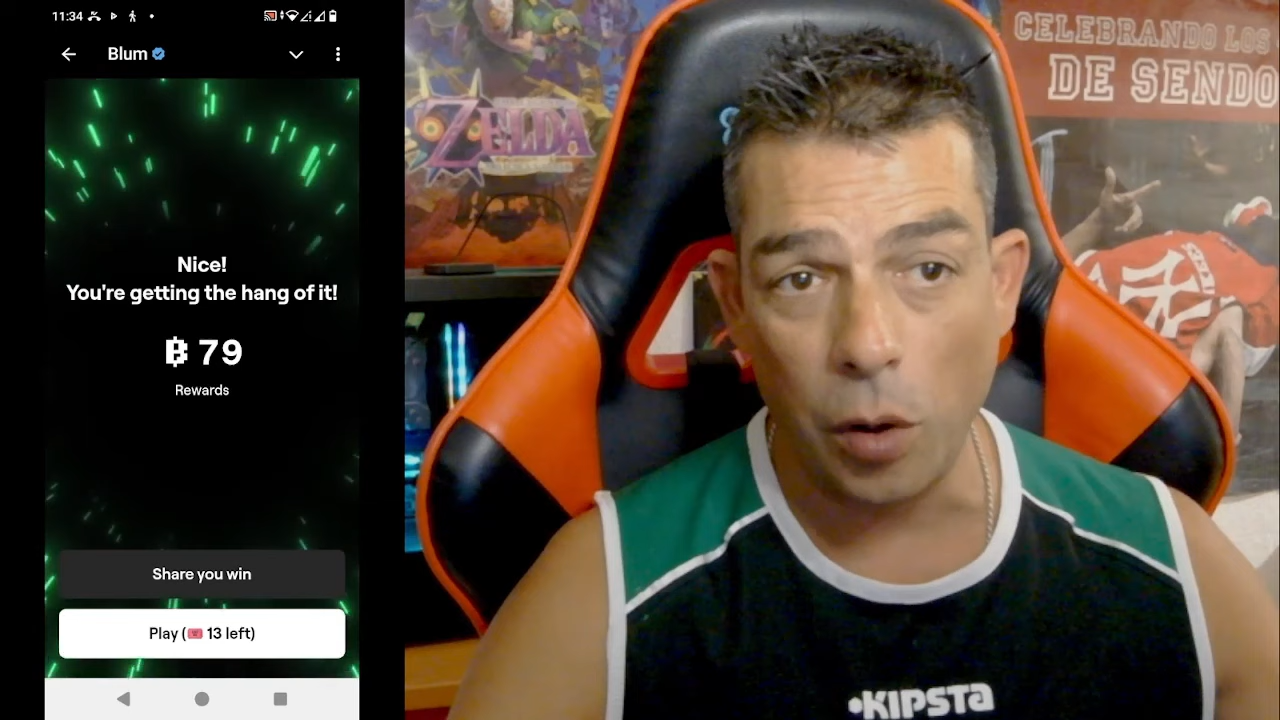 11:34
Blum
Nice!
You're getting the hang of it!
79
Rewards
Share you win
Play (13 left)
ZELDA
CELEBRANDO LOS
DE SENDO
KIPSTA